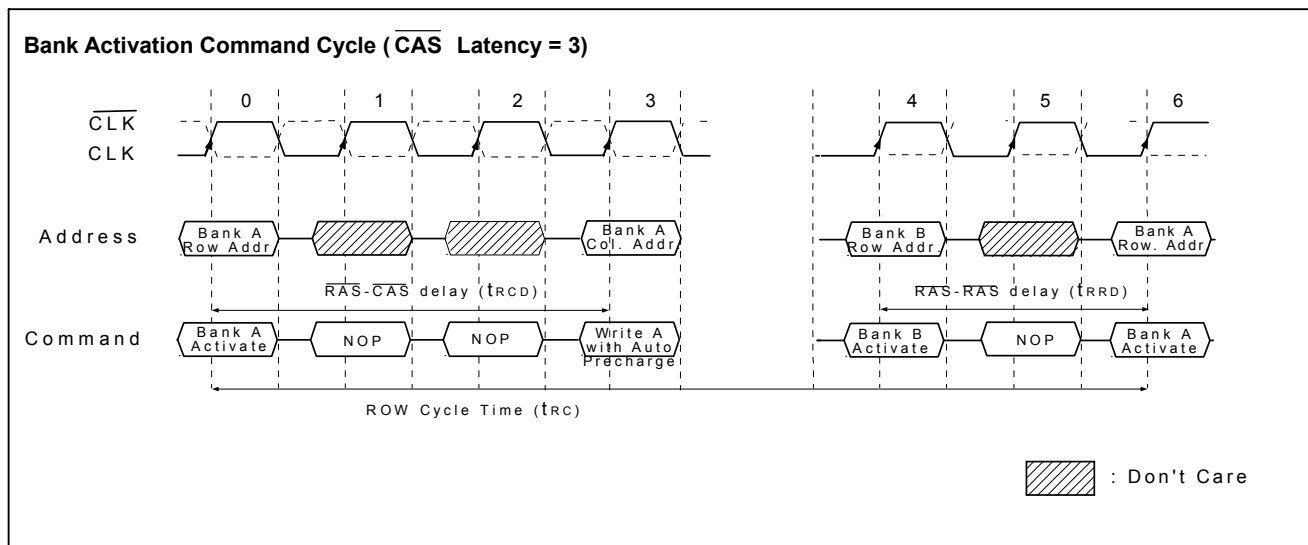 Bank Activation Command Cycle ( CAS Latency = 3)
0 1 2 3 4 5 6
CLK
CLK
Address
Bank A
Row Addr
Bank A
Col. Addr
Bank B
Row Addr
Bank A
Row. Addr
RAS-CAS delay (tRCD)
RAS-RAS delay (tRRD)
Command
Bank A
Activate
NOP
NOP
Write A
with Auto
Precharge
Bank B
Activate
NOP
Bank A
Activate
ROW Cycle Time (tRC)
: Don't Care